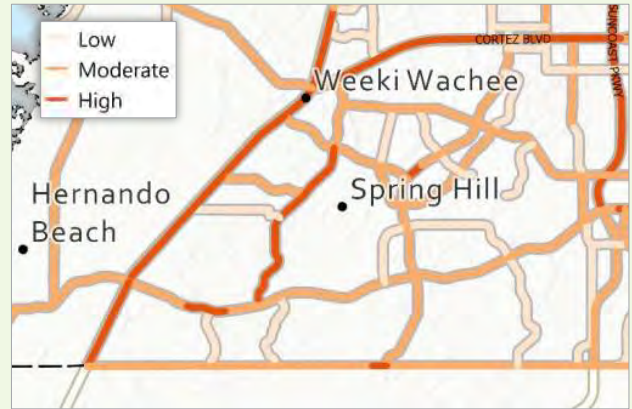 Low
Moderate
High
CORTEZ BLVD
SUNCOAST PKWY
Weeki Wachee
Spring Hill
Hernando
Beach